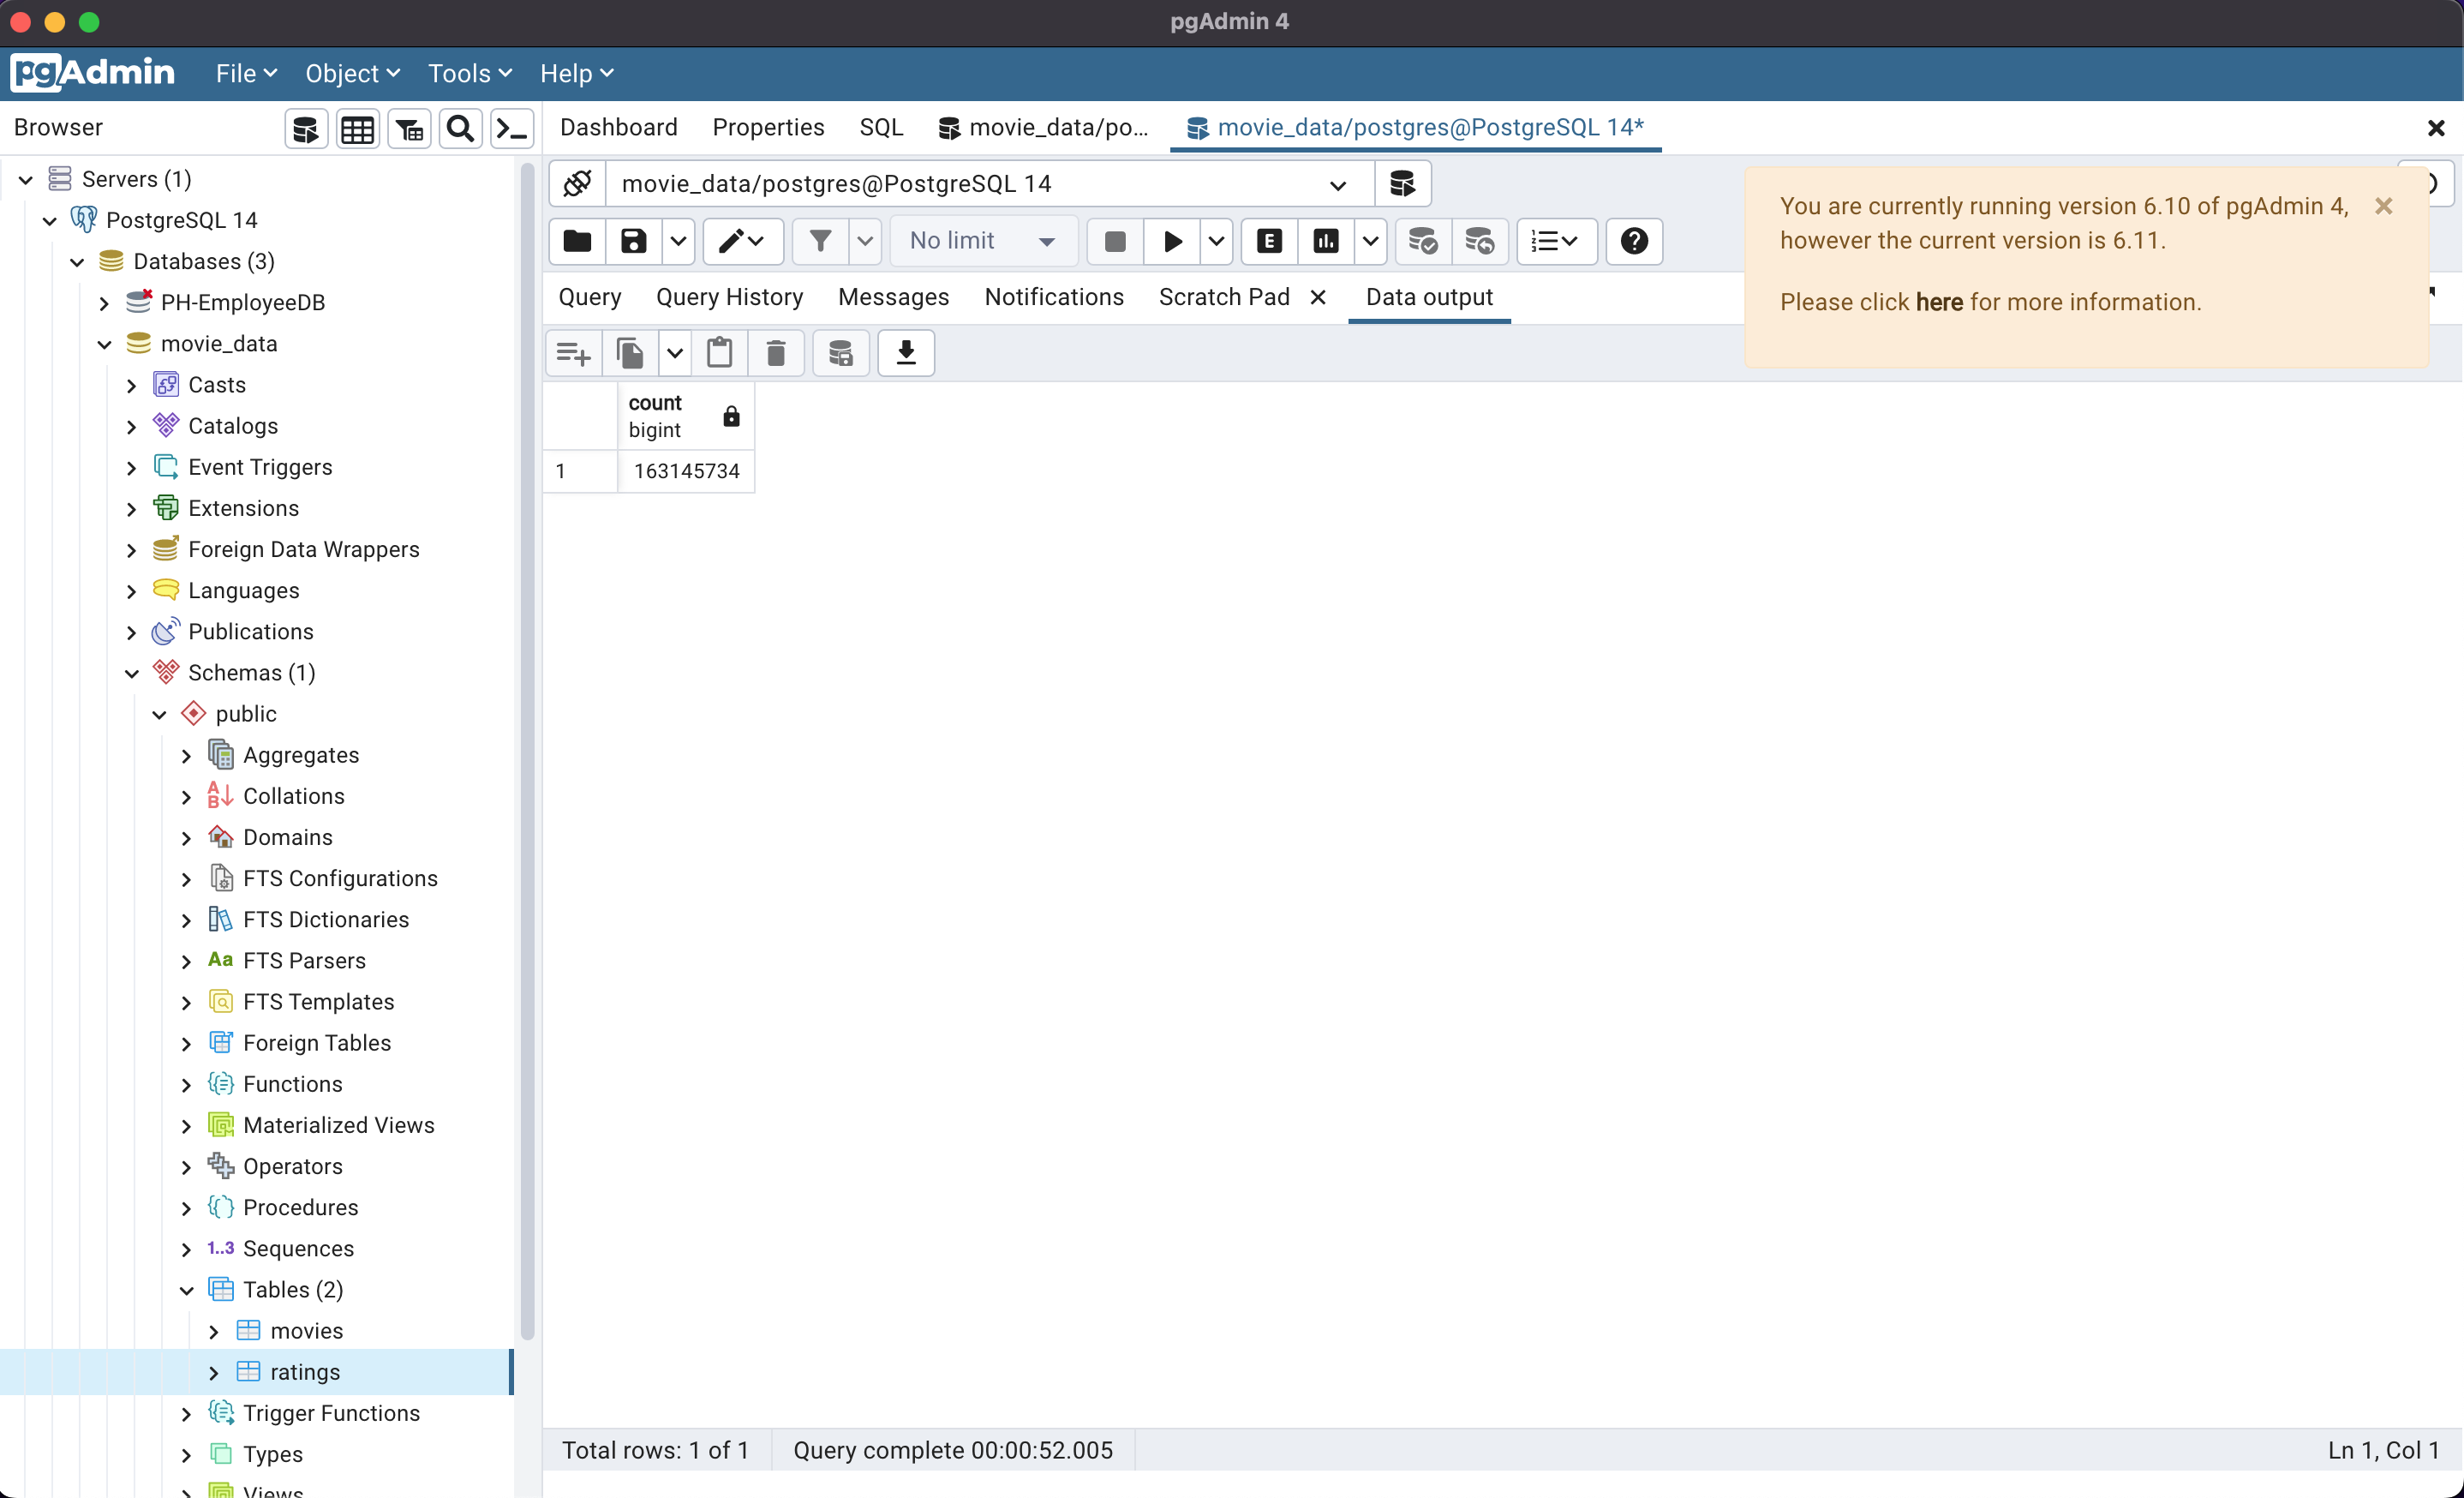 pgAdmin 4
pgAdmin File Object Tools Help
Browser
Dashboard Properties SQL movie_data/po... movie_data/postgres@PostgreSQL 14*
Servers (1)
PostgreSQL 14
Databases (3)
PH-EmployeeDB
movie_data
Casts
Catalogs
Event Triggers
Extensions
Foreign Data Wrappers
Languages
Publications
Schemas (1)
public
Aggregates
Collations
Domains
FTS Configurations
FTS Dictionaries
Aa FTS Parsers
FTS Templates
Foreign Tables
Functions
Materialized Views
Operators
Procedures
1..3 Sequences
Tables (2)
movies
ratings
Trigger Functions
Types
Views
movie_data/postgres@PostgreSQL 14
No limit
E
Query Query History Messages Notifications Scratch Pad Data output
You are currently running version 6.10 of pgAdmin 4,
however the current version is 6.11.
Please click here for more information.
count
bigint
1 163145734
Total rows: 1 of 1 Query complete 00:00:52.005 Ln 1, Col 1